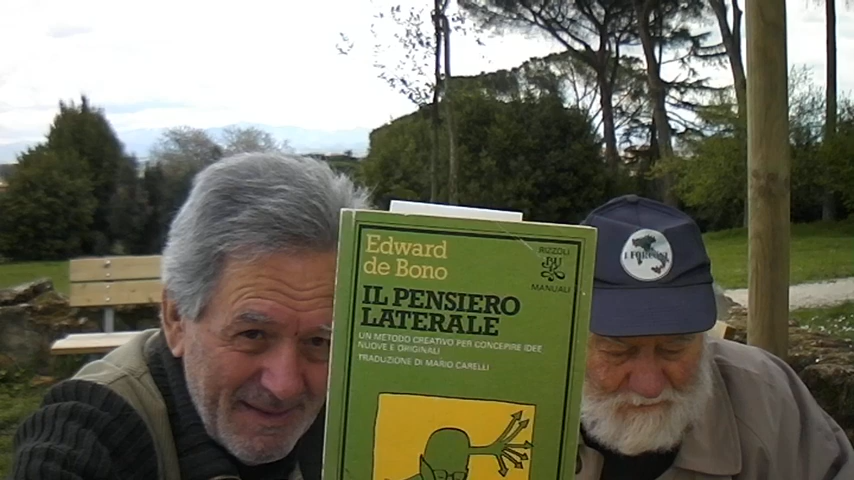 Edward
de Bono
RIZZOLI
BUR
MANUALI
IL PENSIERO
LATERALE
UN METODO CREATIVO PER CONCEPIRE IDEE
NUOVE E ORIGINALI
TRADUZIONE DI MARIO CARELLI